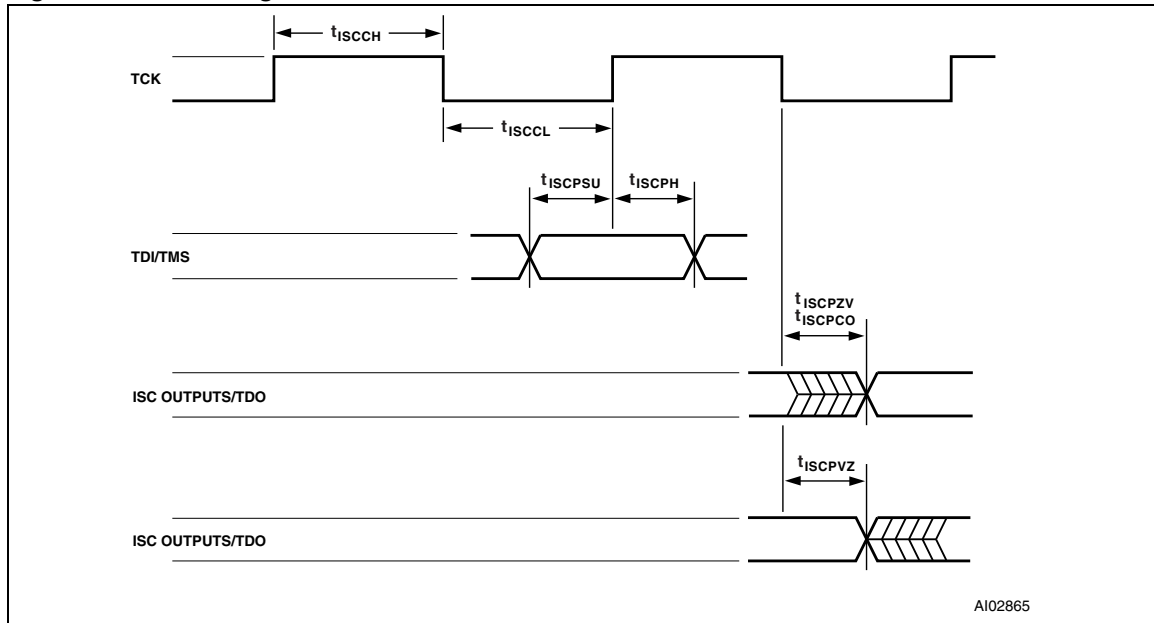 tISCCH
TCK
tISCCL
tISCPSU
tISCPH
TDI/TMS
tISCPZV
tISCPCO
ISC OUTPUTS/TDO
tISCPVZ
ISC OUTPUTS/TDO
AI02865